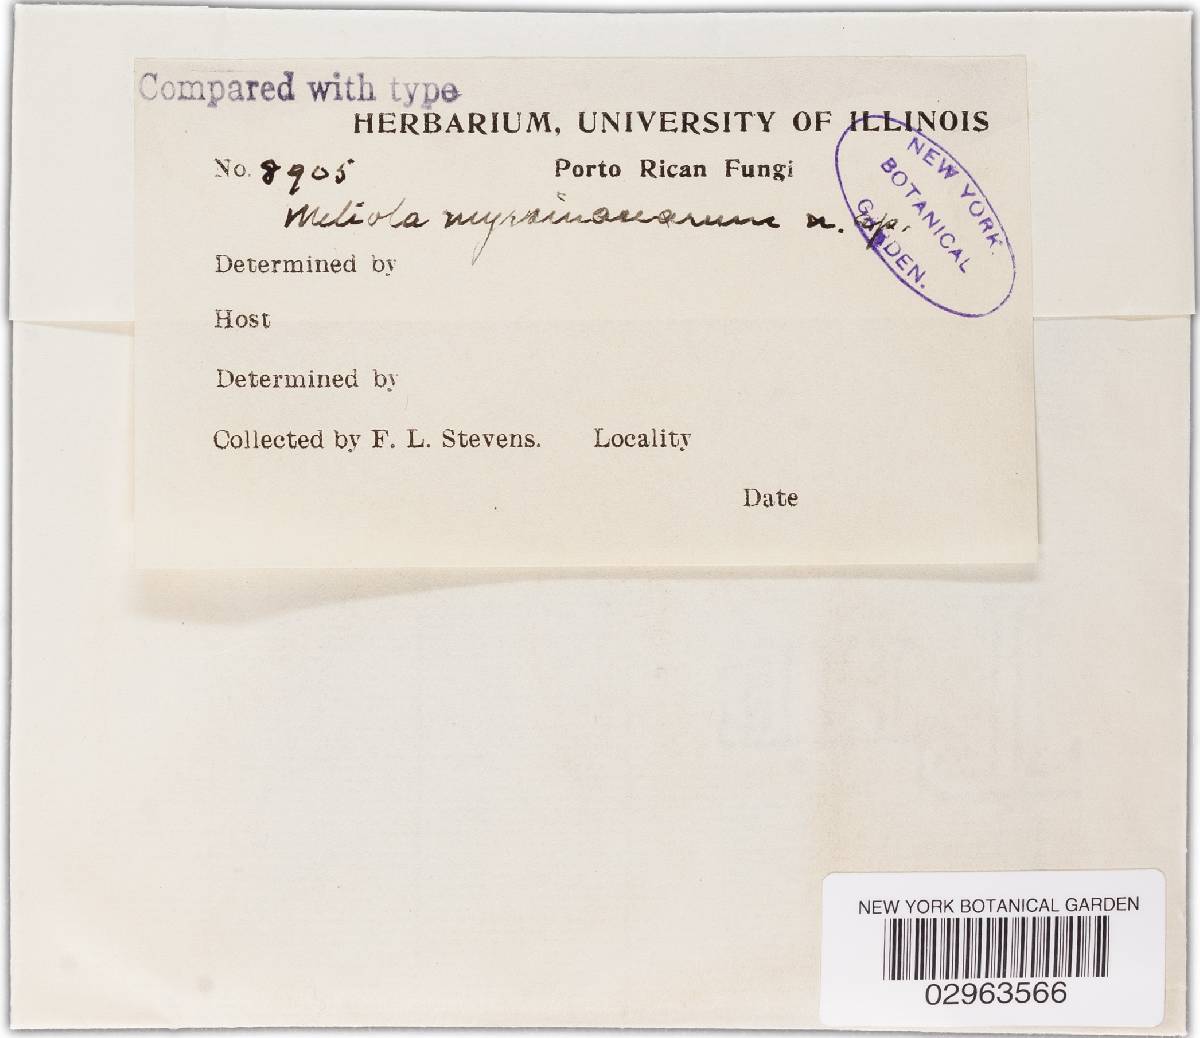 Compared with type
HERBARIUM, UNIVERSITY OF ILLINOIS
No. 8905 Porto Rican Fungi
Meliola myrsinacearum n. sp.
NEW YORK
BOTANICAL
GARDEN.
Determined by
Host
Determined by
Collected by F. L. Stevens. Locality
Date
NEW YORK BOTANICAL GARDEN
02963566